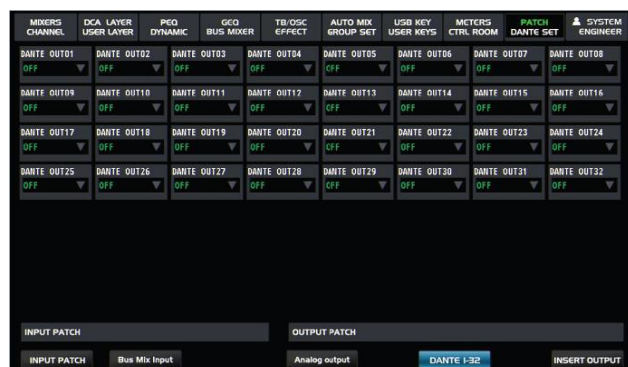 MIXERS DCA LAYER PEQ GEQ TB/OSC AUTO MIX USB KEY METERS PATCH SYSTEM
CHANNEL USER LAYER DYNAMIC BUS MIXER EFFECT GROUP SET USER KEYS CTRL ROOM DANTE SET ENGINEER
DANTE OUT01 DANTE OUT02 DANTE OUT03 DANTE OUT04 DANTE OUT05 DANTE OUT06 DANTE OUT07 DANTE OUT08
OFF OFF OFF OFF OFF OFF OFF OFF
DANTE OUT09 DANTE OUT10 DANTE OUT11 DANTE OUT12 DANTE OUT13 DANTE OUT14 DANTE OUT15 DANTE OUT16
OFF OFF OFF OFF OFF OFF OFF OFF
DANTE OUT17 DANTE OUT18 DANTE OUT19 DANTE OUT20 DANTE OUT21 DANTE OUT22 DANTE OUT23 DANTE OUT24
OFF OFF OFF OFF OFF OFF OFF OFF
DANTE OUT25 DANTE OUT26 DANTE OUT27 DANTE OUT28 DANTE OUT29 DANTE OUT30 DANTE OUT31 DANTE OUT32
OFF OFF OFF OFF OFF OFF OFF OFF
INPUT PATCH OUTPUT PATCH
INPUT PATCH Bus Mix Input Analog output DANTE 1-32 INSERT OUTPUT